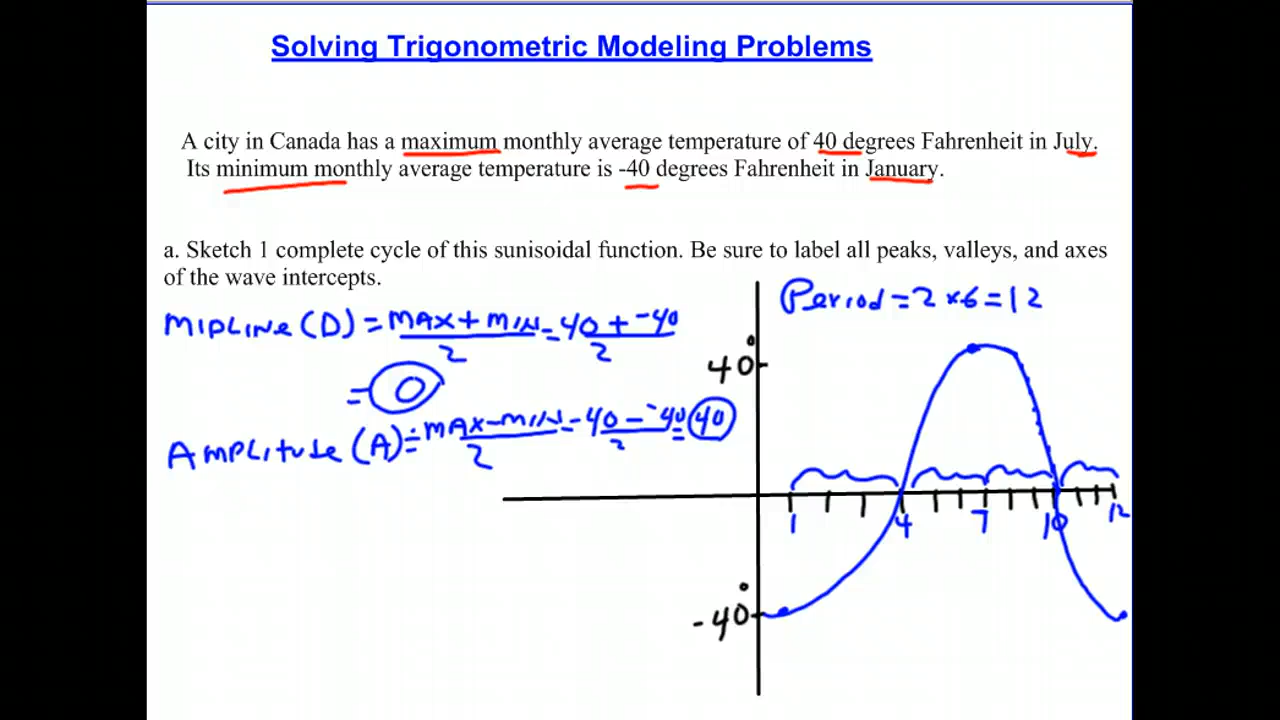 Solving Trigonometric Modeling Problems
A city in Canada has a maximum monthly average temperature of 40 degrees Fahrenheit in July.
Its minimum monthly average temperature is -40 degrees Fahrenheit in January.
a. Sketch 1 complete cycle of this sunisoidal function. Be sure to label all peaks, valleys, and axes
of the wave intercepts.
Period = 2 × 6 = 12
MIDLINE (D) = MAX + MIN = 40 + -40
2 2
= 0
AMPLITUDE (A) = MAX - MIN = 40 - -40 = 40
2 2
40°
1 4 7 10 12
-40°